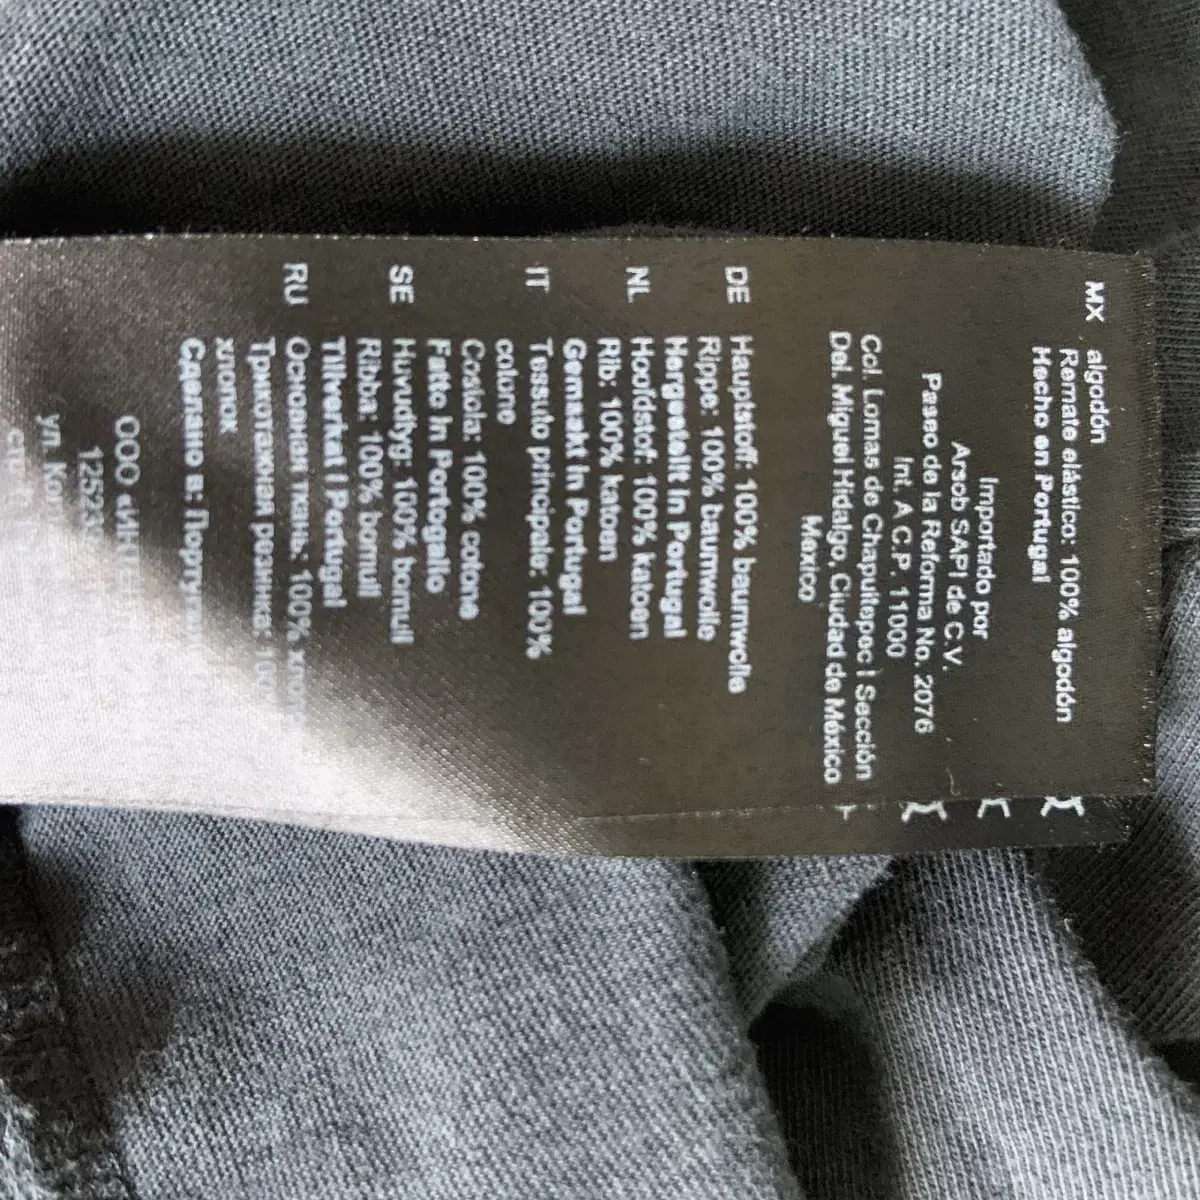 MX algodón
Remate elástico: 100% algodón
Hecho en Portugal
Importado por
Arsob SAPI de C.V.
Paseo de la Reforma No. 2076
Int. A C.P. 11000
Col. Lomas de Chapultepec I Sección
Del. Miguel Hidalgo, Ciudad de México
Mexico
DE Hauptstoff: 100% baumwolle
Rippe: 100% baumwolle
Hergestellt in Portugal
NL Hoofdstof: 100% katoen
Rib: 100% katoen
Gemaakt in Portugal
IT Tessuto principale: 100%
cotone
Costola: 100% cotone
Fatto in Portogallo
SE Huvudtyg: 100% bomull
Ribba: 100% bomull
Tillverkat i Portugal
RU Основная ткань: 100%
Трикотажная резинка:
хлопок
Сделано в:
ООО
ул.